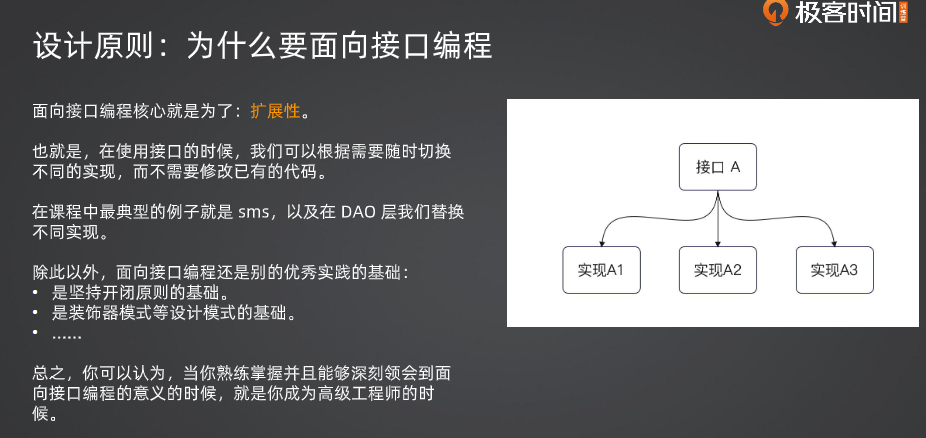 极客时间 训练营
设计原则：为什么要面向接口编程
面向接口编程核心就是为了：扩展性。
也就是，在使用接口的时候，我们可以根据需要随时切换
不同的实现，而不需要修改已有的代码。
在课程中最典型的例子就是 sms，以及在 DAO 层我们替换
不同实现。
除此以外，面向接口编程还是别的优秀实践的基础：
• 是坚持开闭原则的基础。
• 是装饰器模式等设计模式的基础。
• ......
总之，你可以认为，当你熟练掌握并且能够深刻领会到面
向接口编程的意义的时候，就是你成为高级工程师的时
候。
接口 A
实现A1
实现A2
实现A3